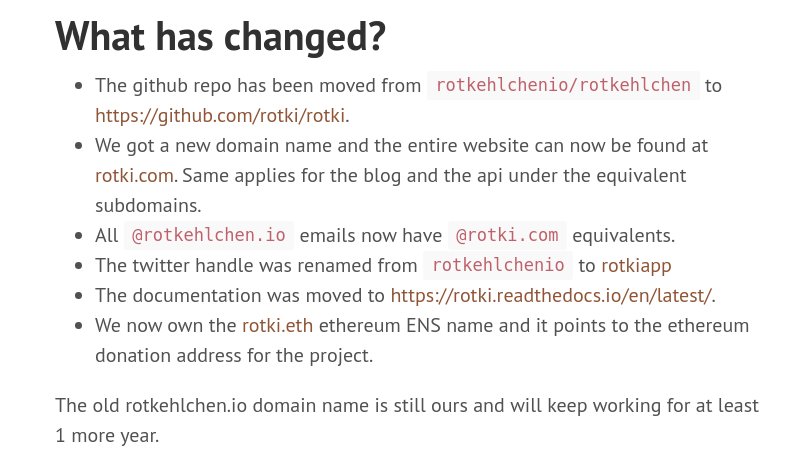 What has changed?
• The github repo has been moved from rotkehlchenio/rotkehlchen to
https://github.com/rotki/rotki.
• We got a new domain name and the entire website can now be found at
rotki.com. Same applies for the blog and the api under the equivalent
subdomains.
• All @rotkehlchen.io emails now have @rotki.com equivalents.
• The twitter handle was renamed from rotkehlchenio to rotkiapp
• The documentation was moved to https://rotki.readthedocs.io/en/latest/.
• We now own the rotki.eth ethereum ENS name and it points to the ethereum
donation address for the project.
The old rotkehlchen.io domain name is still ours and will keep working for at least
1 more year.